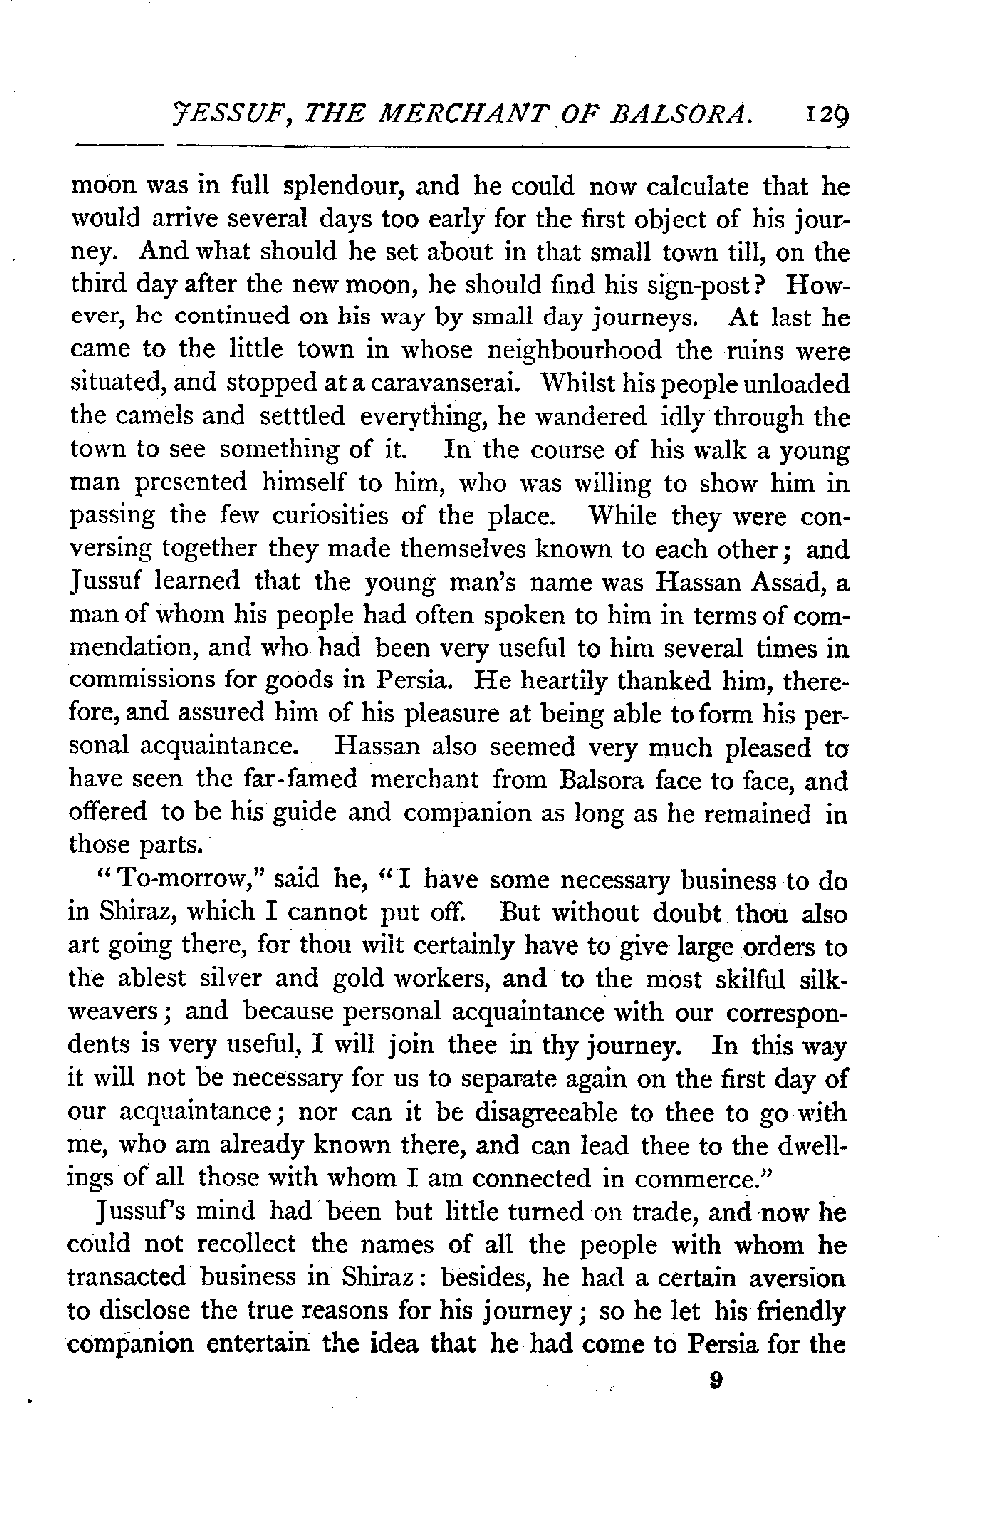 JESSUF, THE MERCHANT OF BALSORA. 129
moon was in full splendour, and he could now calculate that he
would arrive several days too early for the first object of his jour-
ney. And what should he set about in that small town till, on the
third day after the new moon, he should find his sign-post? How-
ever, he continued on his way by small day journeys. At last he
came to the little town in whose neighbourhood the ruins were
situated, and stopped at a caravanserai. Whilst his people unloaded
the camels and setttled everything, he wandered idly through the
town to see something of it. In the course of his walk a young
man presented himself to him, who was willing to show him in
passing the few curiosities of the place. While they were con-
versing together they made themselves known to each other; and
Jussuf learned that the young man's name was Hassan Assad, a
man of whom his people had often spoken to him in terms of com-
mendation, and who had been very useful to him several times in
commissions for goods in Persia. He heartily thanked him, there-
fore, and assured him of his pleasure at being able to form his per-
sonal acquaintance. Hassan also seemed very much pleased to
have seen the far-famed merchant from Balsora face to face, and
offered to be his guide and companion as long as he remained in
those parts.
"To-morrow," said he, "I have some necessary business to do
in Shiraz, which I cannot put off. But without doubt thou also
art going there, for thou wilt certainly have to give large orders to
the ablest silver and gold workers, and to the most skilful silk-
weavers; and because personal acquaintance with our correspon-
dents is very useful, I will join thee in thy journey. In this way
it will not be necessary for us to separate again on the first day of
our acquaintance; nor can it be disagreeable to thee to go with
me, who am already known there, and can lead thee to the dwell-
ings of all those with whom I am connected in commerce."
Jussuf's mind had been but little turned on trade, and now he
could not recollect the names of all the people with whom he
transacted business in Shiraz: besides, he had a certain aversion
to disclose the true reasons for his journey; so he let his friendly
companion entertain the idea that he had come to Persia for the
9